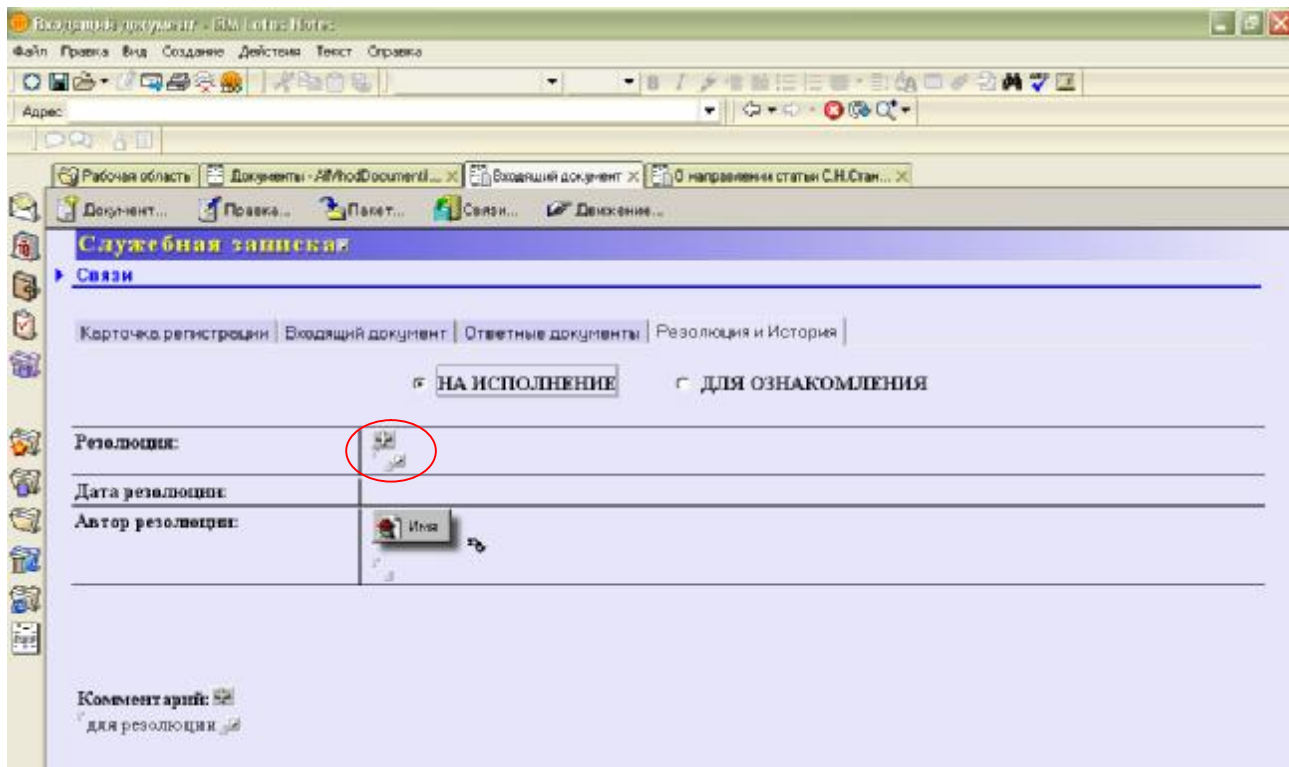 Входящий документ - IBM Lotus Notes
Файл Правка Вид Создание Действия Текст Справка
Адрес
Рабочая область Документы - AllVhodDocumentI... Входящий документ О направлении статьи С.Н.Стан...
Документ... Правка... Пакет... Связи... Движение...
Служебная записка
Связи
Карточка регистрации Входящий документ Ответные документы Резолюция и История
НА ИСПОЛНЕНИЕ ДЛЯ ОЗНАКОМЛЕНИЯ
Резолюция:
Дата резолюции:
Автор резолюции:
Имя
Комментарий:
для резолюции